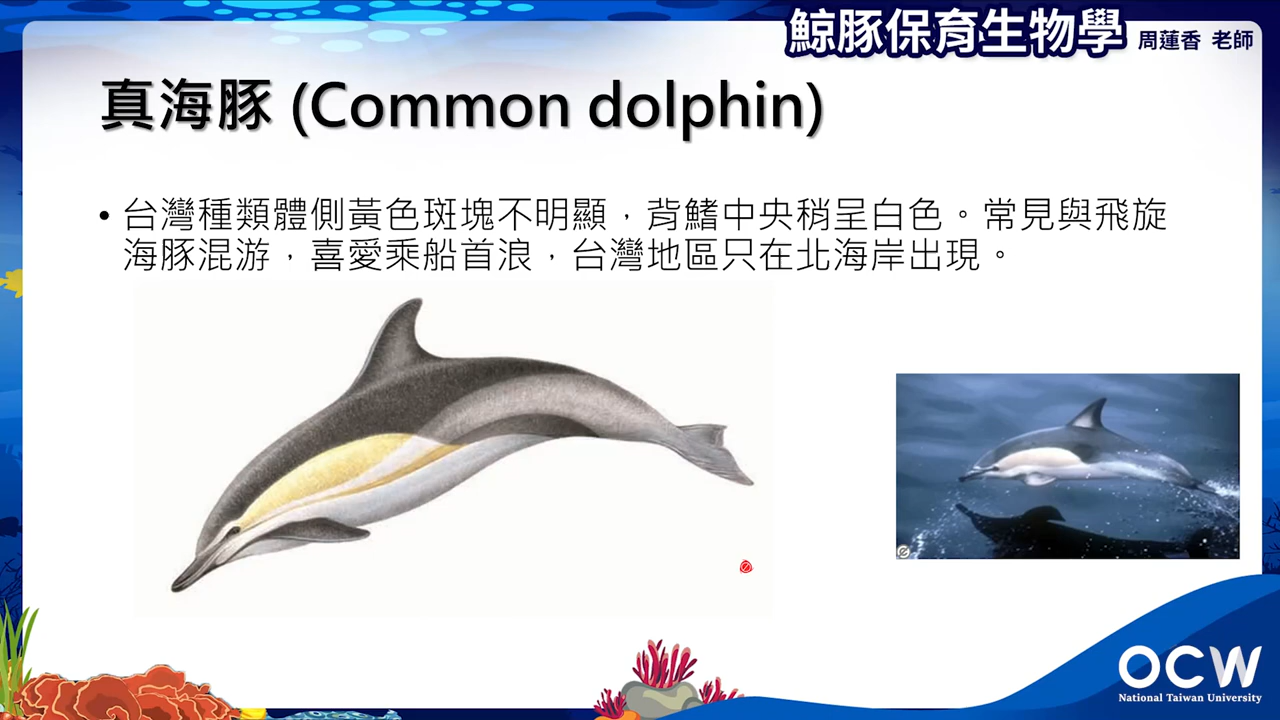 鯨豚保育生物學 周蓮香 老師
真海豚 (Common dolphin)
• 台灣種類體側黃色斑塊不明顯，背鰭中央稍呈白色。常見與飛旋
海豚混游，喜愛乘船首浪，台灣地區只在北海岸出現。
OCW
National Taiwan University